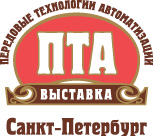 ПЕРЕДОВЫЕ ТЕХНОЛОГИИ АВТОМАТИЗАЦИИ
ПТА
ВЫСТАВКА
Санкт-Петербург